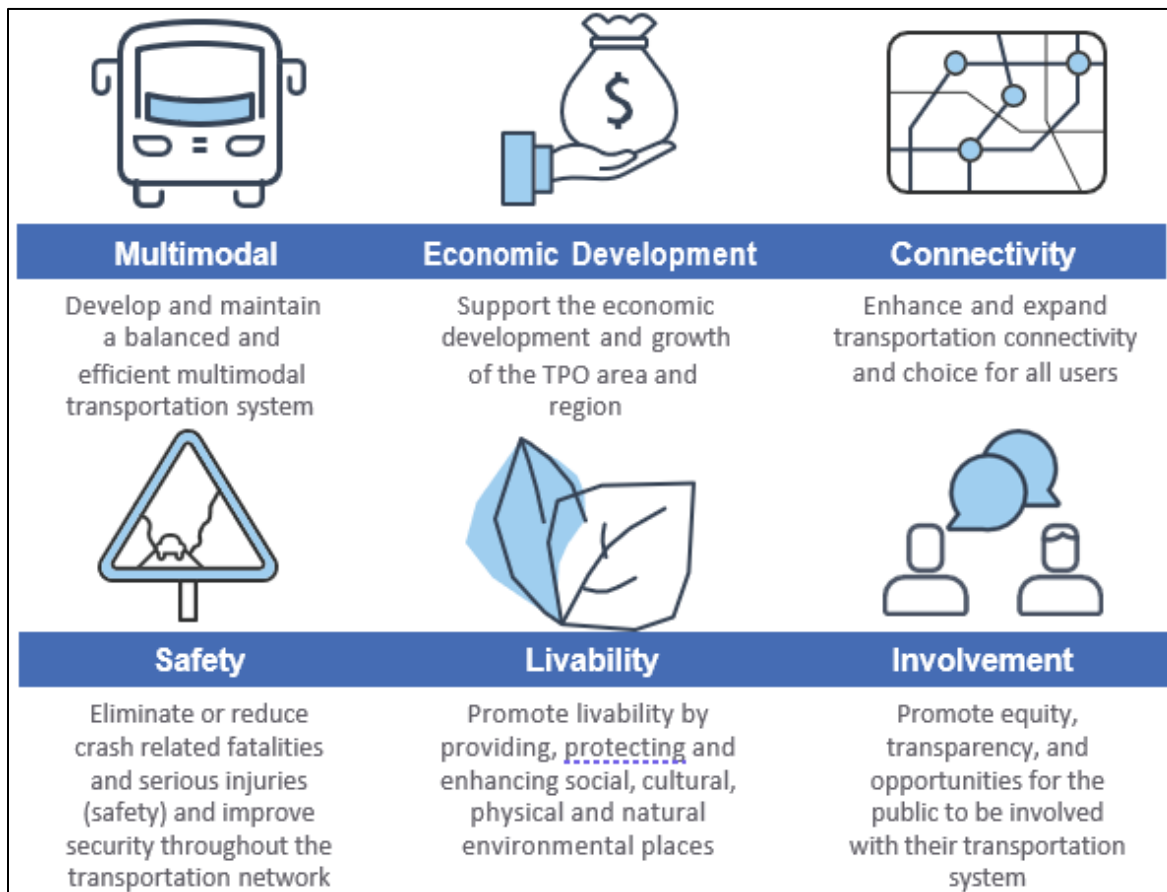 $
Multimodal
Develop and maintain
a balanced and
efficient multimodal
transportation system
Economic Development
Support the economic
development and growth
of the TPO area and
region
Connectivity
Enhance and expand
transportation connectivity
and choice for all users
Safety
Eliminate or reduce
crash related fatalities
and serious injuries
(safety) and improve
security throughout the
transportation network
Livability
Promote livability by
providing, protecting and
enhancing social, cultural,
physical and natural
environmental places
Involvement
Promote equity,
transparency, and
opportunities for the
public to be involved
with their transportation
system